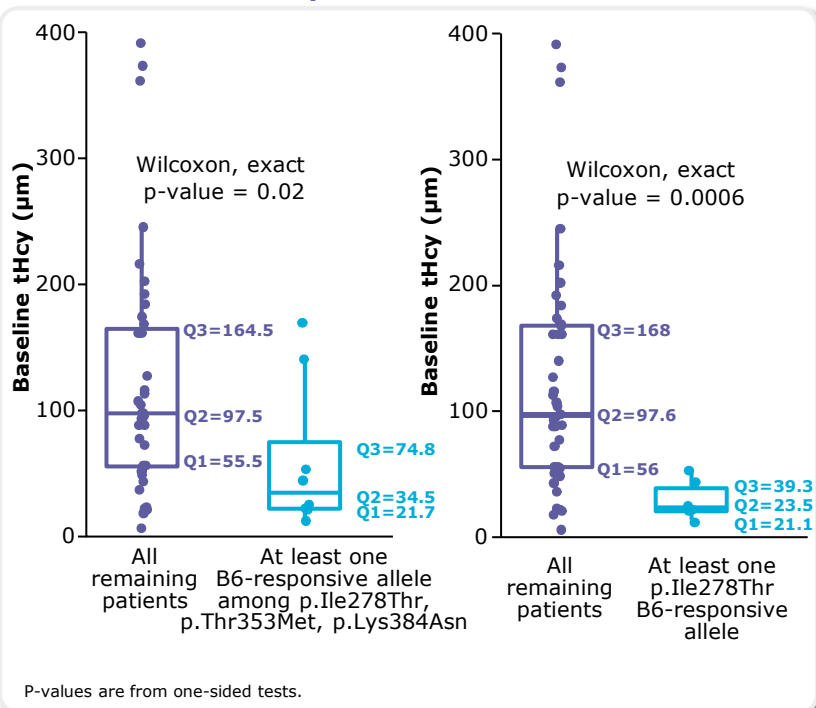 400
300
200
100
0
Baseline tHcy (µm)
Wilcoxon, exact
p-value = 0.02
Q3=164.5
Q2=97.5
Q1=55.5
Q3=74.8
Q2=34.5
Q1=21.7
All
remaining
patients
At least one
B6-responsive allele
among p.Ile278Thr,
p.Thr353Met, p.Lys384Asn
400
300
200
100
0
Baseline tHcy (µm)
Wilcoxon, exact
p-value = 0.0006
Q3=168
Q2=97.6
Q1=56
Q3=39.3
Q2=23.5
Q1=21.1
All
remaining
patients
At least one
p.Ile278Thr
B6-responsive
allele
P-values are from one-sided tests.